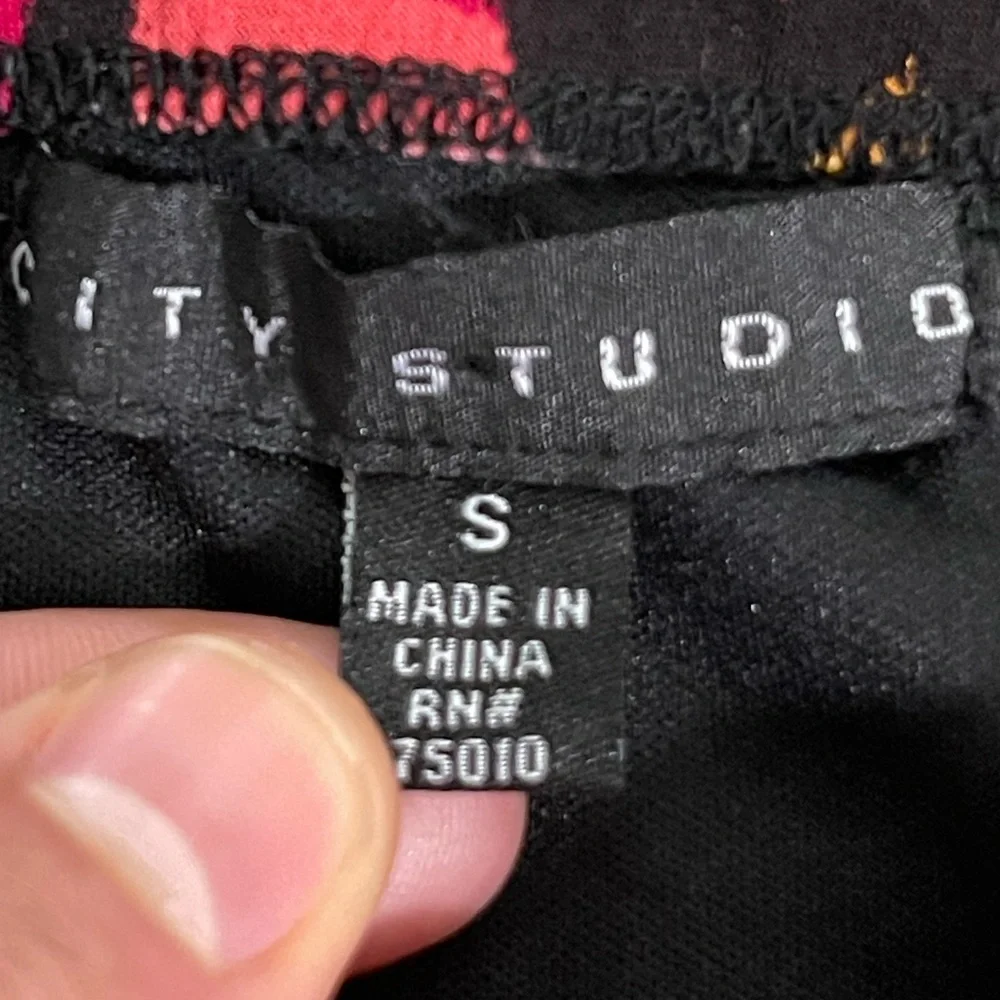 CITY STUDIO
S
MADE IN
CHINA
RN#
75010